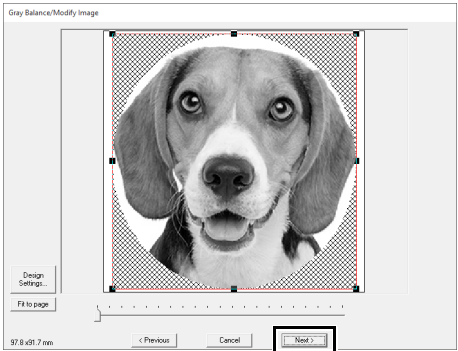 Gray Balance/Modify Image
Design
Settings...
Fit to page
97.8 x91.7 mm
< Previous
Cancel
Next >